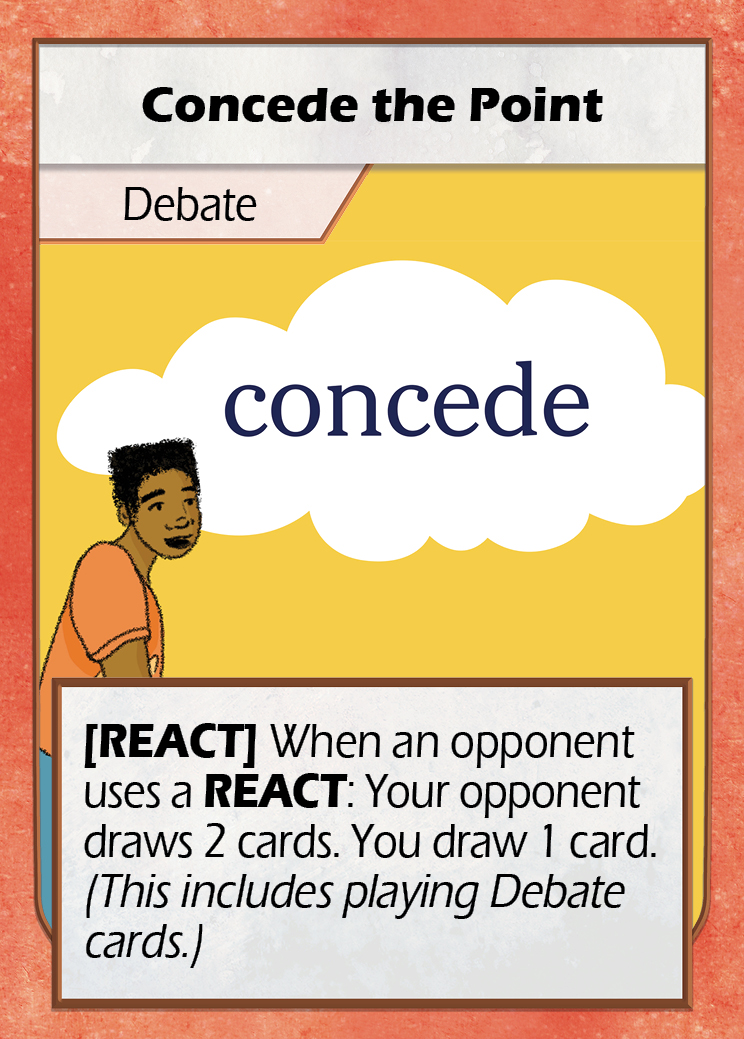 Concede the Point
Debate
concede
[REACT] When an opponent
uses a REACT: Your opponent
draws 2 cards. You draw 1 card.
(This includes playing Debate
cards.)